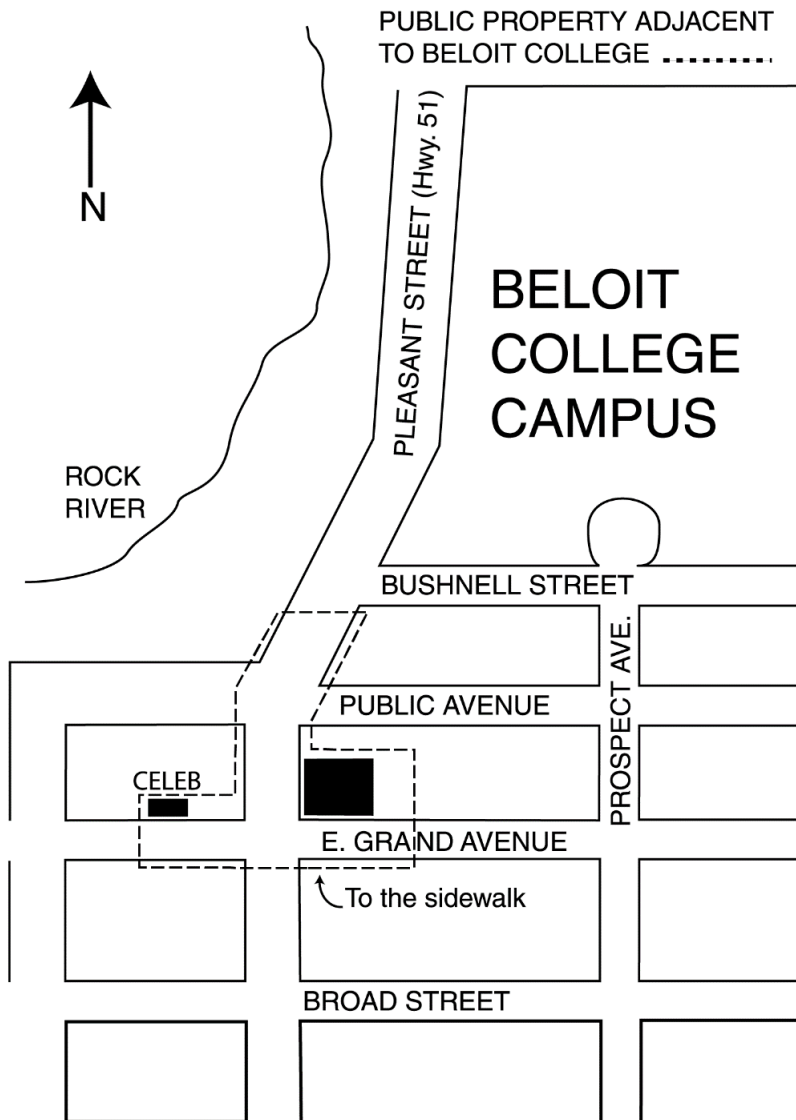 PUBLIC PROPERTY ADJACENT
TO BELOIT COLLEGE
N
PLEASANT STREET (Hwy. 51)
BELOIT
COLLEGE
CAMPUS
ROCK
RIVER
BUSHNELL STREET
PROSPECT AVE.
PUBLIC AVENUE
CELEB
E. GRAND AVENUE
To the sidewalk
BROAD STREET